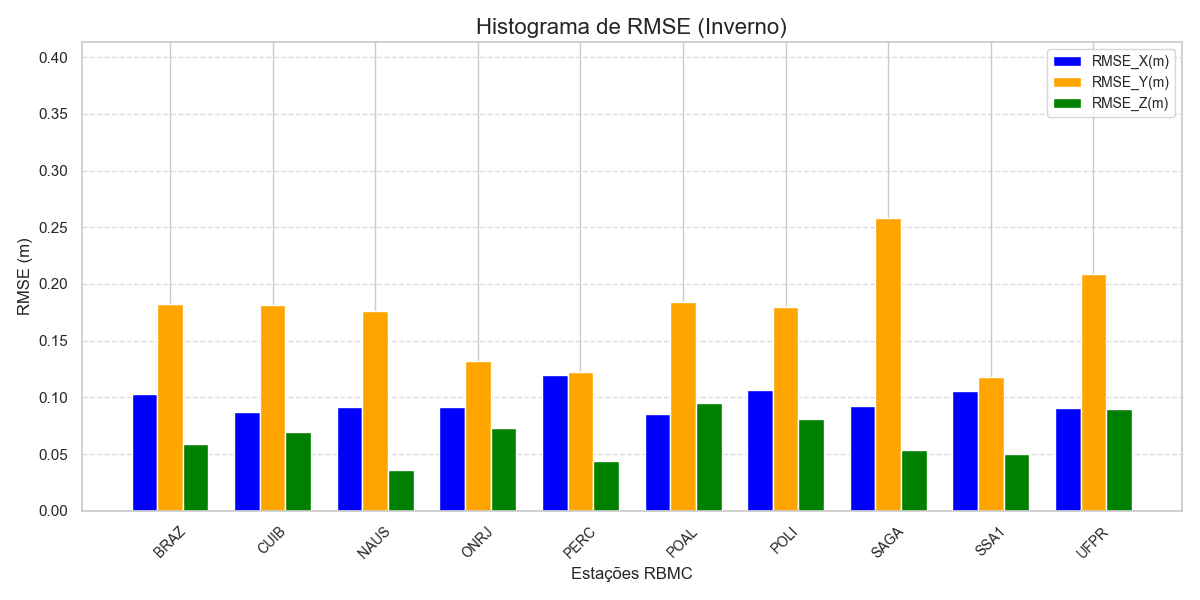 Histograma de RMSE (Inverno)
RMSE_X(m)
RMSE_Y(m)
RMSE_Z(m)
RMSE (m)
0.40
0.35
0.30
0.25
0.20
0.15
0.10
0.05
0.00
BRAZ
CUIB
NAUS
ONRJ
PERC
POAL
POLI
SAGA
SSA1
UFPR
Estações RBMC